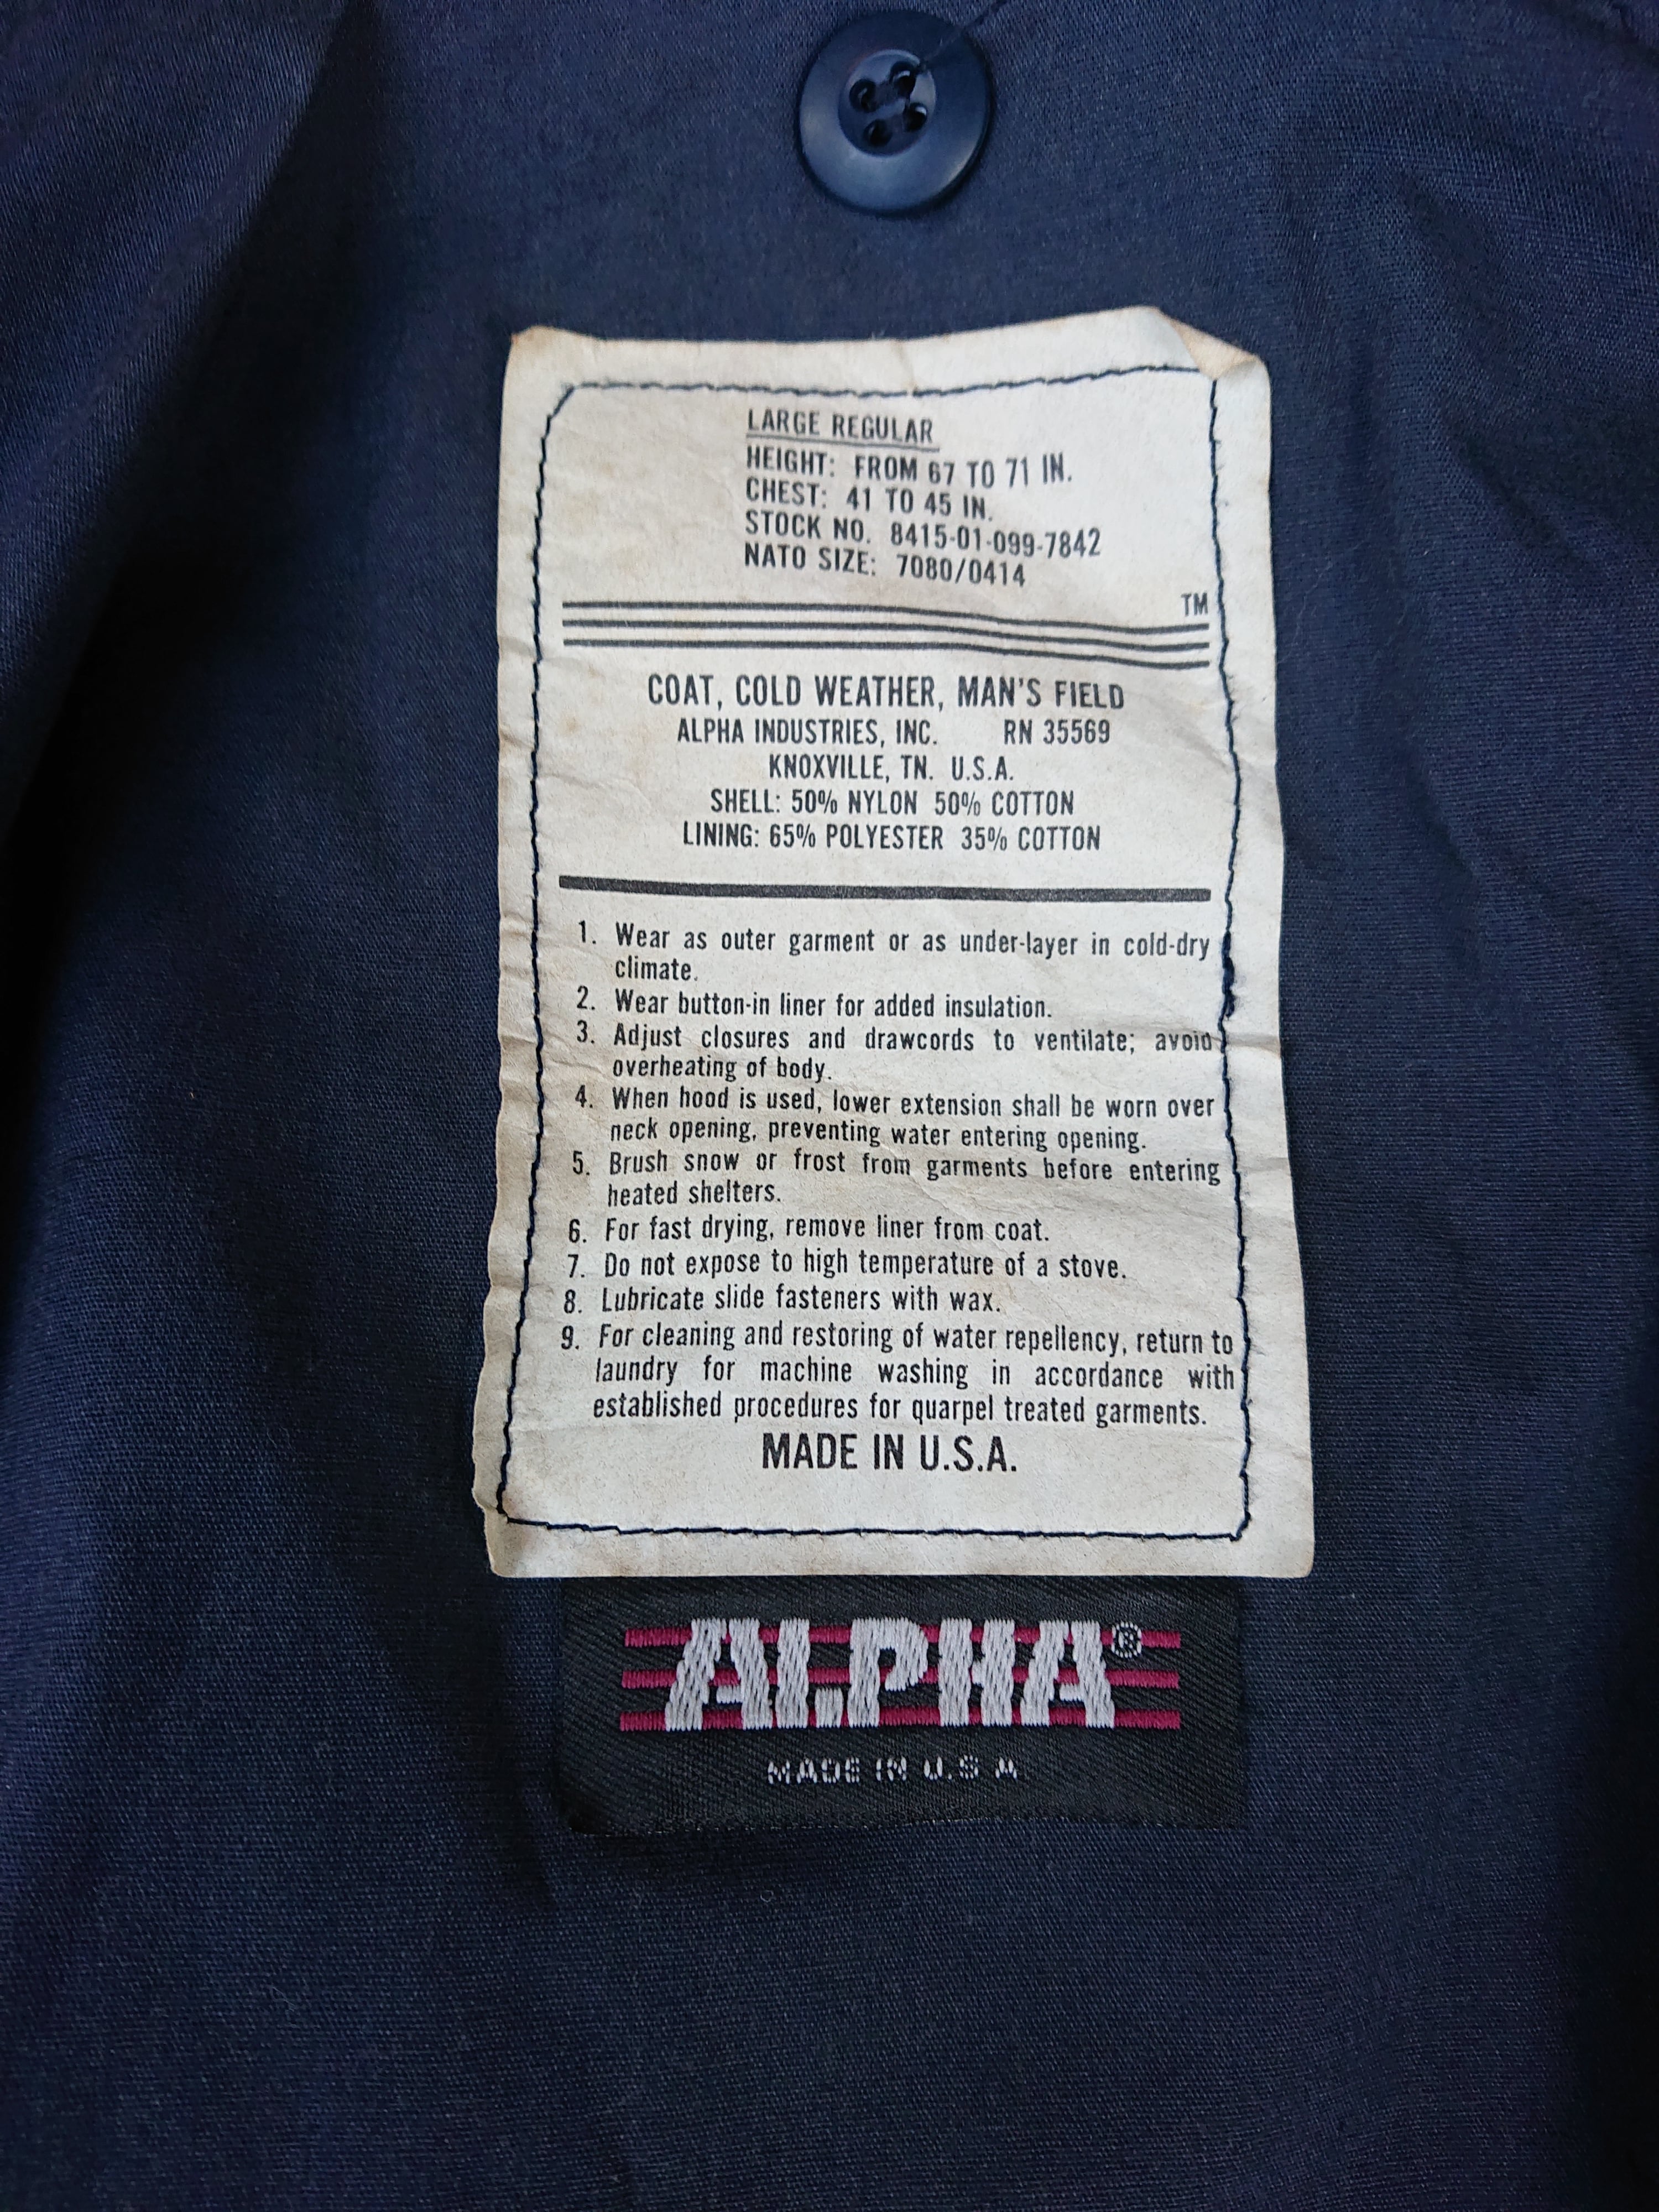 LARGE REGULAR
HEIGHT: FROM 67 TO 71 IN.
CHEST: 41 TO 45 IN.
STOCK NO. 8415-01-099-7842
NATO SIZE: 7080/0414
TM
COAT, COLD WEATHER, MAN'S FIELD
ALPHA INDUSTRIES, INC. RN 35569
KNOXVILLE, TN. U.S.A.
SHELL: 50% NYLON 50% COTTON
LINING: 65% POLYESTER 35% COTTON
1. Wear as outer garment or as under-layer in cold-dry
climate.
2. Wear button-in liner for added insulation.
3. Adjust closures and drawcords to ventilate; avoid
overheating of body.
4. When hood is used, lower extension shall be worn over
neck opening, preventing water entering opening.
5. Brush snow or frost from garments before entering
heated shelters.
6. For fast drying, remove liner from coat.
7. Do not expose to high temperature of a stove.
8. Lubricate slide fasteners with wax.
9. For cleaning and restoring of water repellency, return to
laundry for machine washing in accordance with
established procedures for quarpel treated garments.
MADE IN U.S.A.
ALPHA®
MADE IN U.S.A